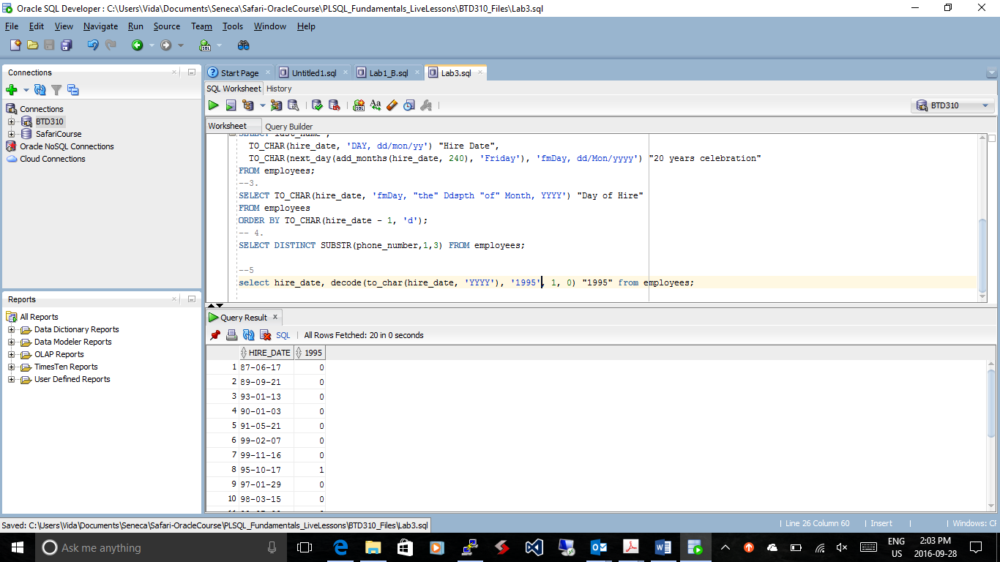 Oracle SQL Developer : C:\Users\Vida\Documents\Seneca\Safari-OracleCourse\PLSQL_Fundamentals_LiveLessons\BTD310_Files\Lab3.sql
File Edit View Navigate Run Source Team Tools Window Help
Connections
Connections
BTD310
SafariCourse
Oracle NoSQL Connections
Cloud Connections
Reports
All Reports
Data Dictionary Reports
Data Modeler Reports
OLAP Reports
TimesTen Reports
User Defined Reports
Start Page Untitled1.sql Lab1_B.sql Lab3.sql
SQL Worksheet History
BTD310
Worksheet Query Builder
SELECT last_name ,
TO_CHAR(hire_date, 'DAY, dd/mon/yy') "Hire Date",
TO_CHAR(next_day(add_months(hire_date, 240), 'Friday'), 'fmDay, dd/Mon/yyyy') "20 years celebration"
FROM employees;
--3.
SELECT TO_CHAR(hire_date, 'fmDay, "the" Ddspth "of" Month, YYYY') "Day of Hire"
FROM employees
ORDER BY TO_CHAR(hire_date - 1, 'd');
-- 4.
SELECT DISTINCT SUBSTR(phone_number,1,3) FROM employees;
--5
select hire_date, decode(to_char(hire_date, 'YYYY'), '1995', 1, 0) "1995" from employees;
Query Result
SQL | All Rows Fetched: 20 in 0 seconds
HIRE_DATE 1995
1 87-06-17 0
2 89-09-21 0
3 93-01-13 0
4 90-01-03 0
5 91-05-21 0
6 99-02-07 0
7 99-11-16 0
8 95-10-17 1
9 97-01-29 0
10 98-03-15 0
Saved: C:\Users\Vida\Documents\Seneca\Safari-OracleCourse\PLSQL_Fundamentals_LiveLessons\BTD310_Files\Lab3.sql
| Line 26 Column 60 | Insert | | Windows:
Ask me anything
ENG
US
2:03 PM
2016-09-28